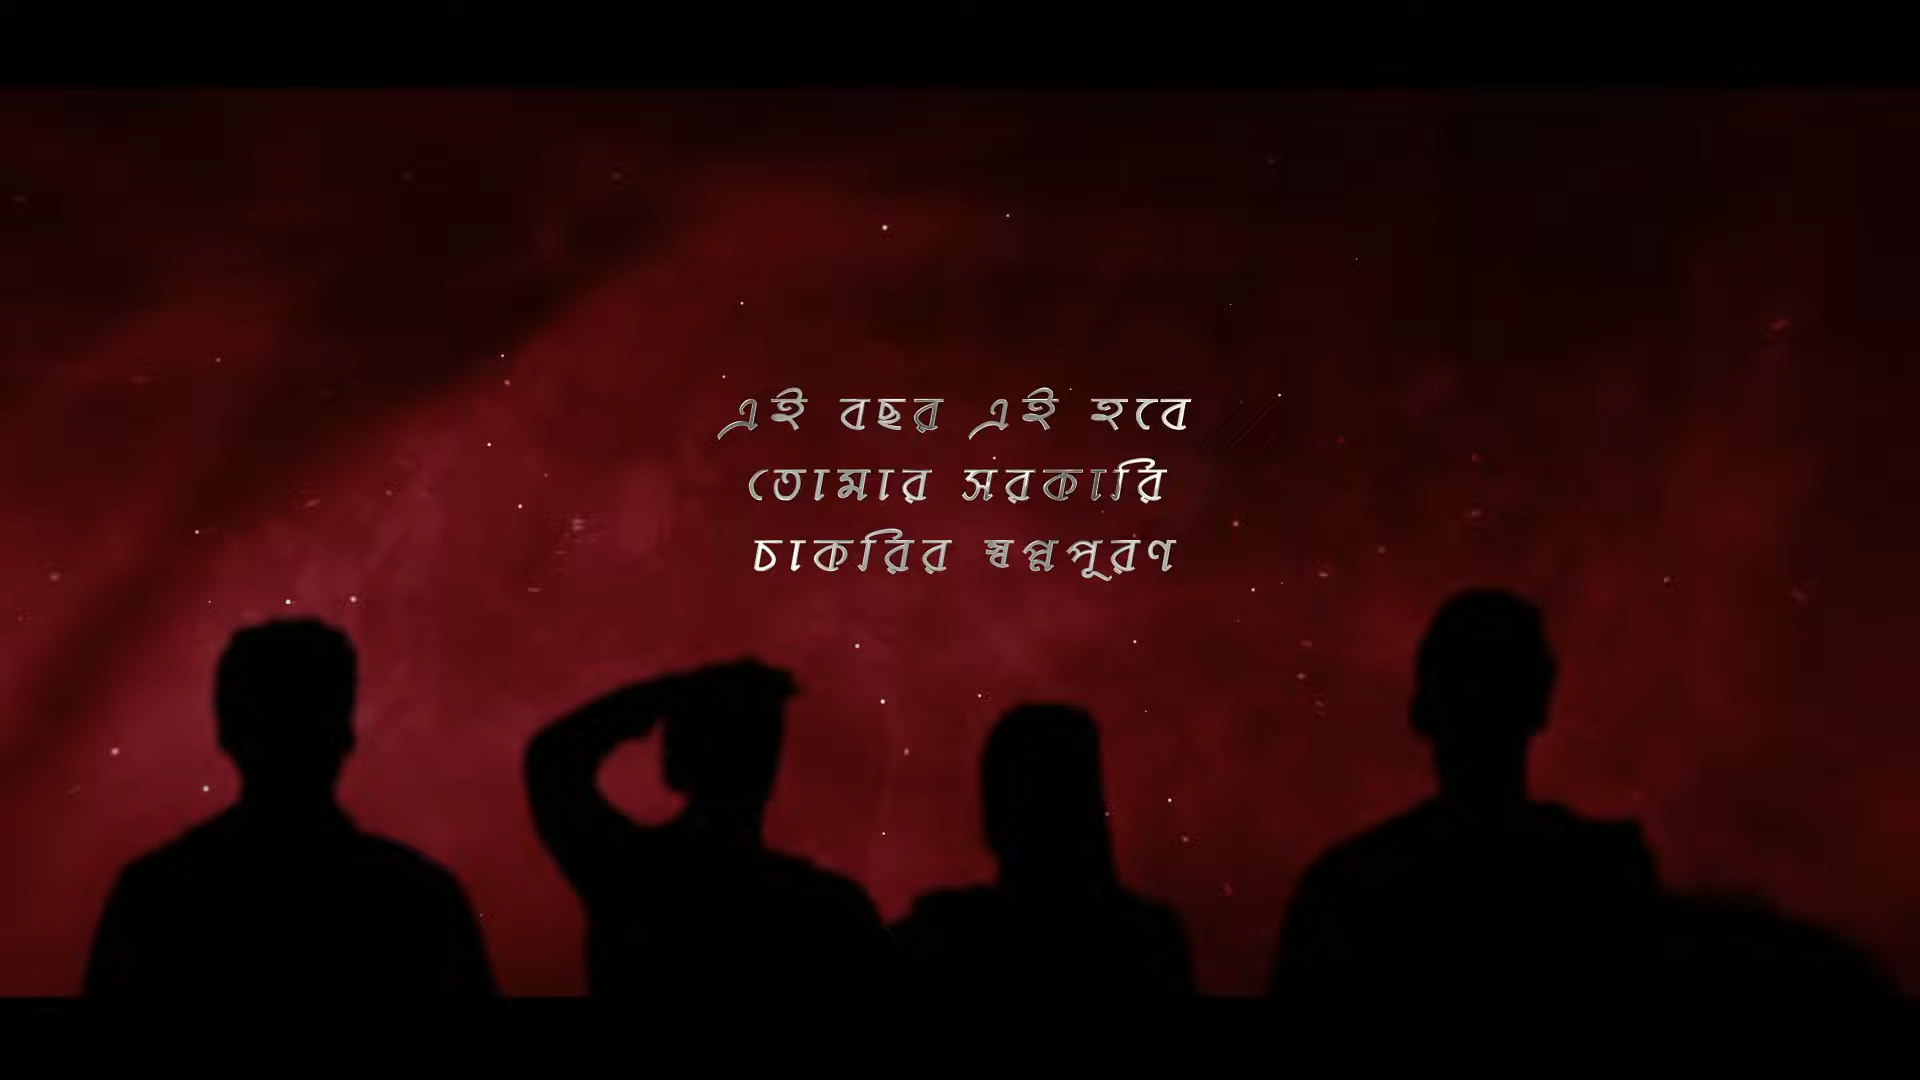 এই বছর এই হবে
তোমার সরকারি
চাকরির স্বপ্নপূরণ